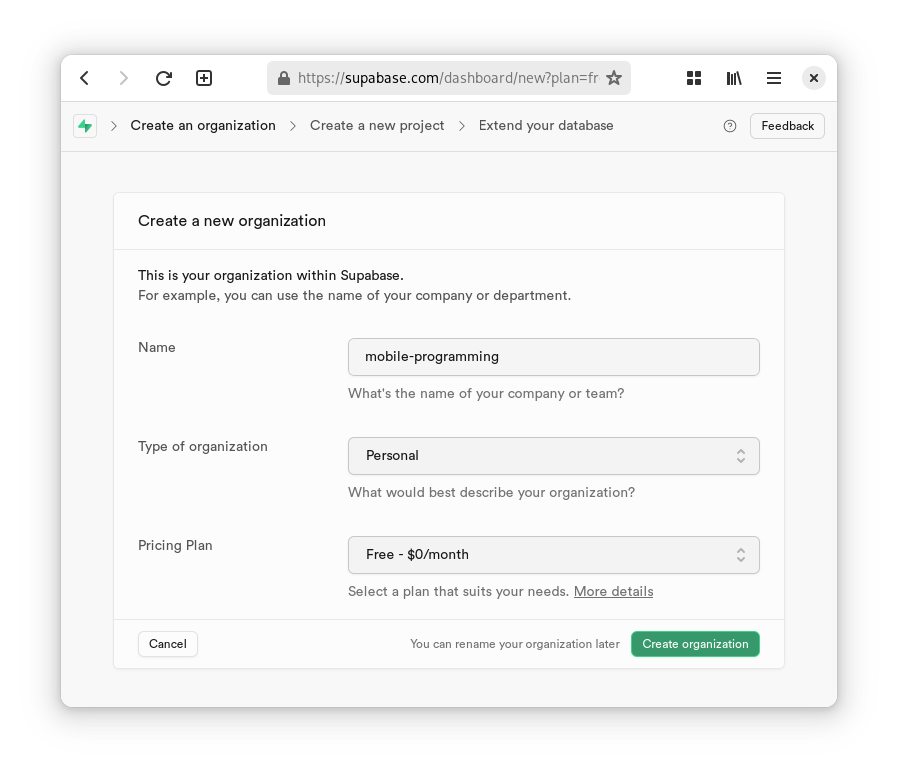 https://supabase.com/dashboard/new?plan=fr
Create an organization
Create a new project
Extend your database
Feedback
Create a new organization
This is your organization within Supabase.
For example, you can use the name of your company or department.
Name
mobile-programming
What's the name of your company or team?
Type of organization
Personal
What would best describe your organization?
Pricing Plan
Free - $0/month
Select a plan that suits your needs. More details
Cancel
You can rename your organization later
Create organization